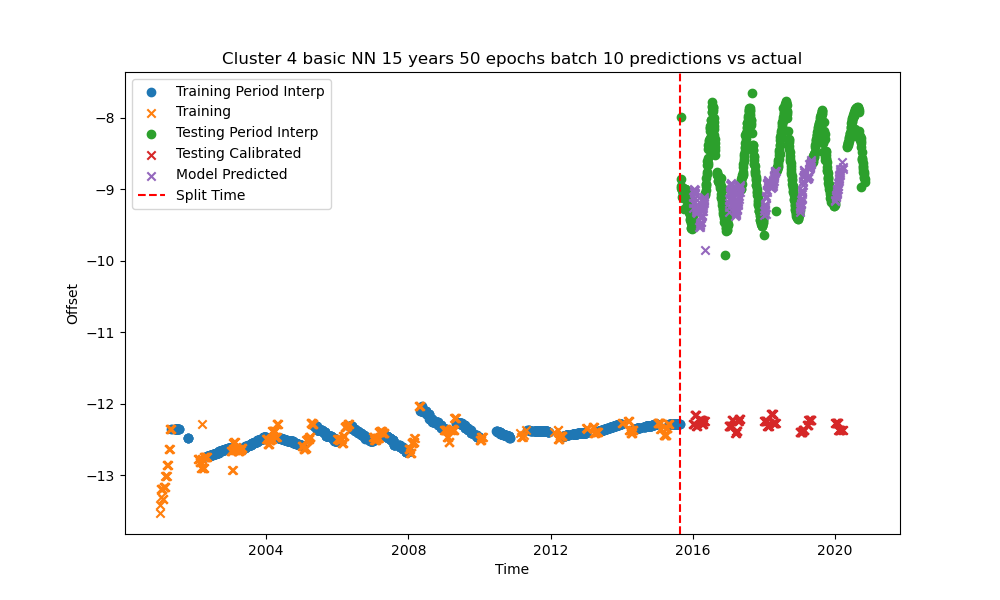 Cluster 4 basic NN 15 years 50 epochs batch 10 predictions vs actual
Training Period Interp
Training
Testing Period Interp
Testing Calibrated
Model Predicted
Split Time
Offset
−8
−9
−10
−11
−12
−13
2004
2008
2012
2016
2020
Time